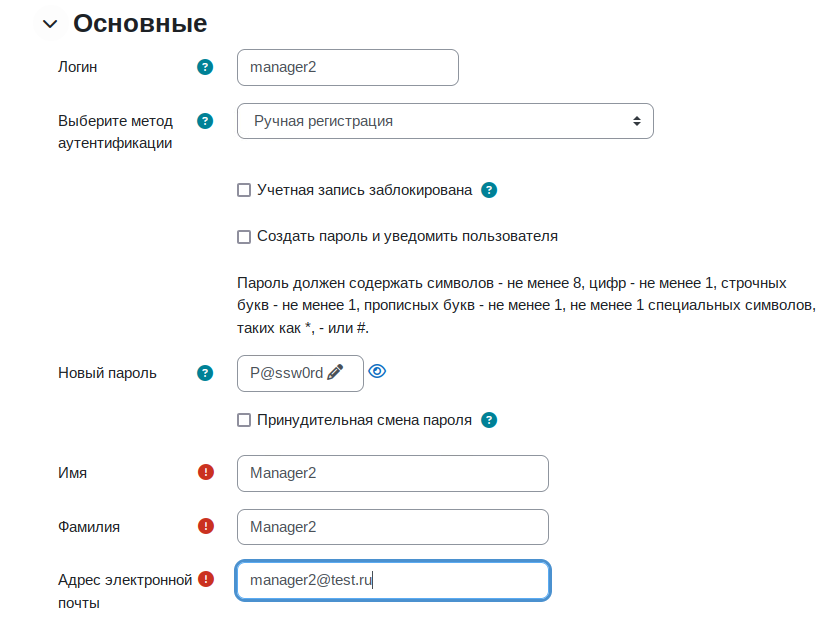 Основные
Логин
manager2
Выберите метод
аутентификации
Ручная регистрация
Учетная запись заблокирована
Создать пароль и уведомить пользователя
Пароль должен содержать символов - не менее 8, цифр - не менее 1, строчных
букв - не менее 1, прописных букв - не менее 1, не менее 1 специальных символов,
таких как *, - или #.
Новый пароль
P@ssw0rd
Принудительная смена пароля
Имя
Manager2
Фамилия
Manager2
Адрес электронной
почты
manager2@test.ru